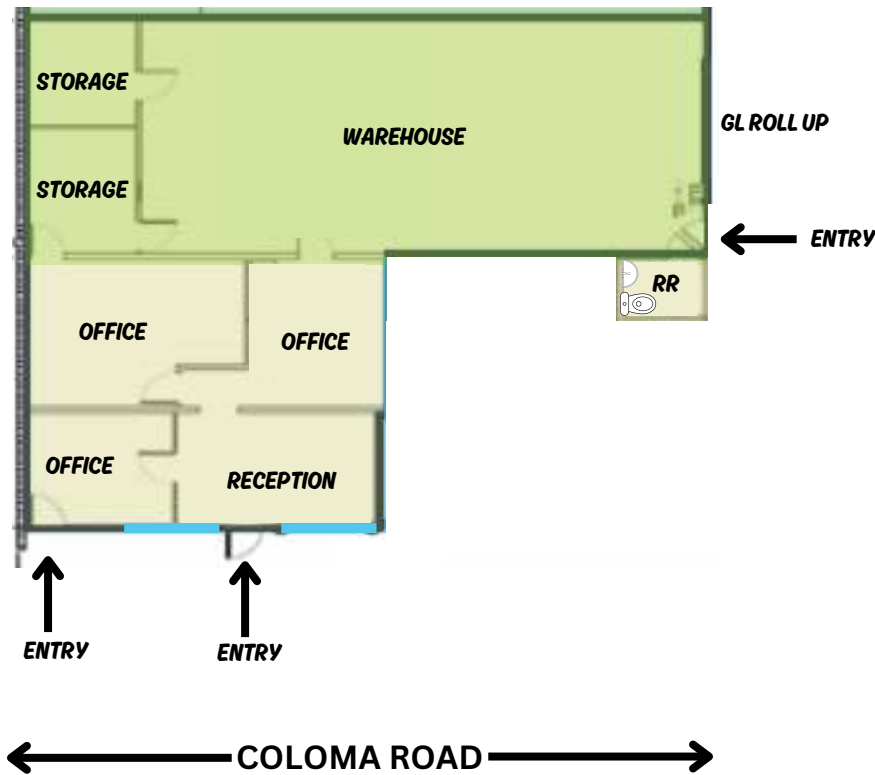 STORAGE
WAREHOUSE
GL ROLL UP
STORAGE
ENTRY
RR
OFFICE
OFFICE
OFFICE
RECEPTION
ENTRY
ENTRY
COLOMA ROAD